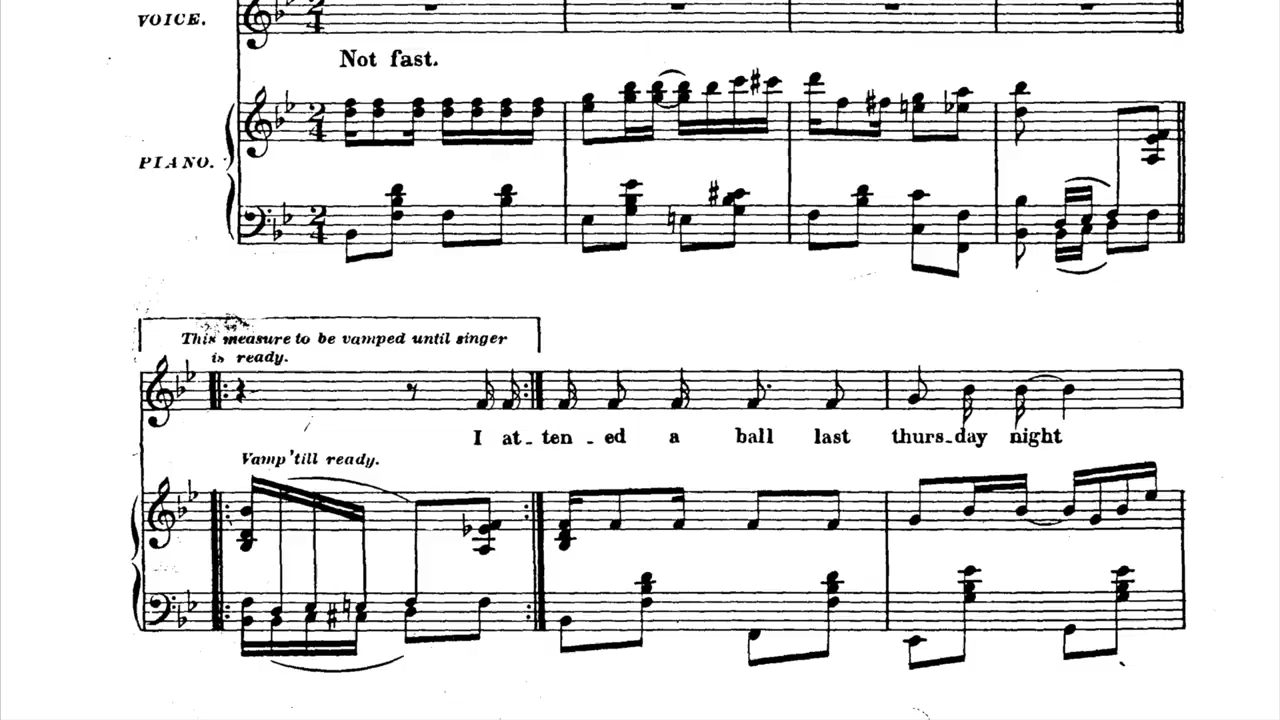 VOICE.
Not fast.
PIANO.
This measure to be vamped until singer
is ready.
I at - ten - ed a ball last thurs - day night
Vamp 'till ready.